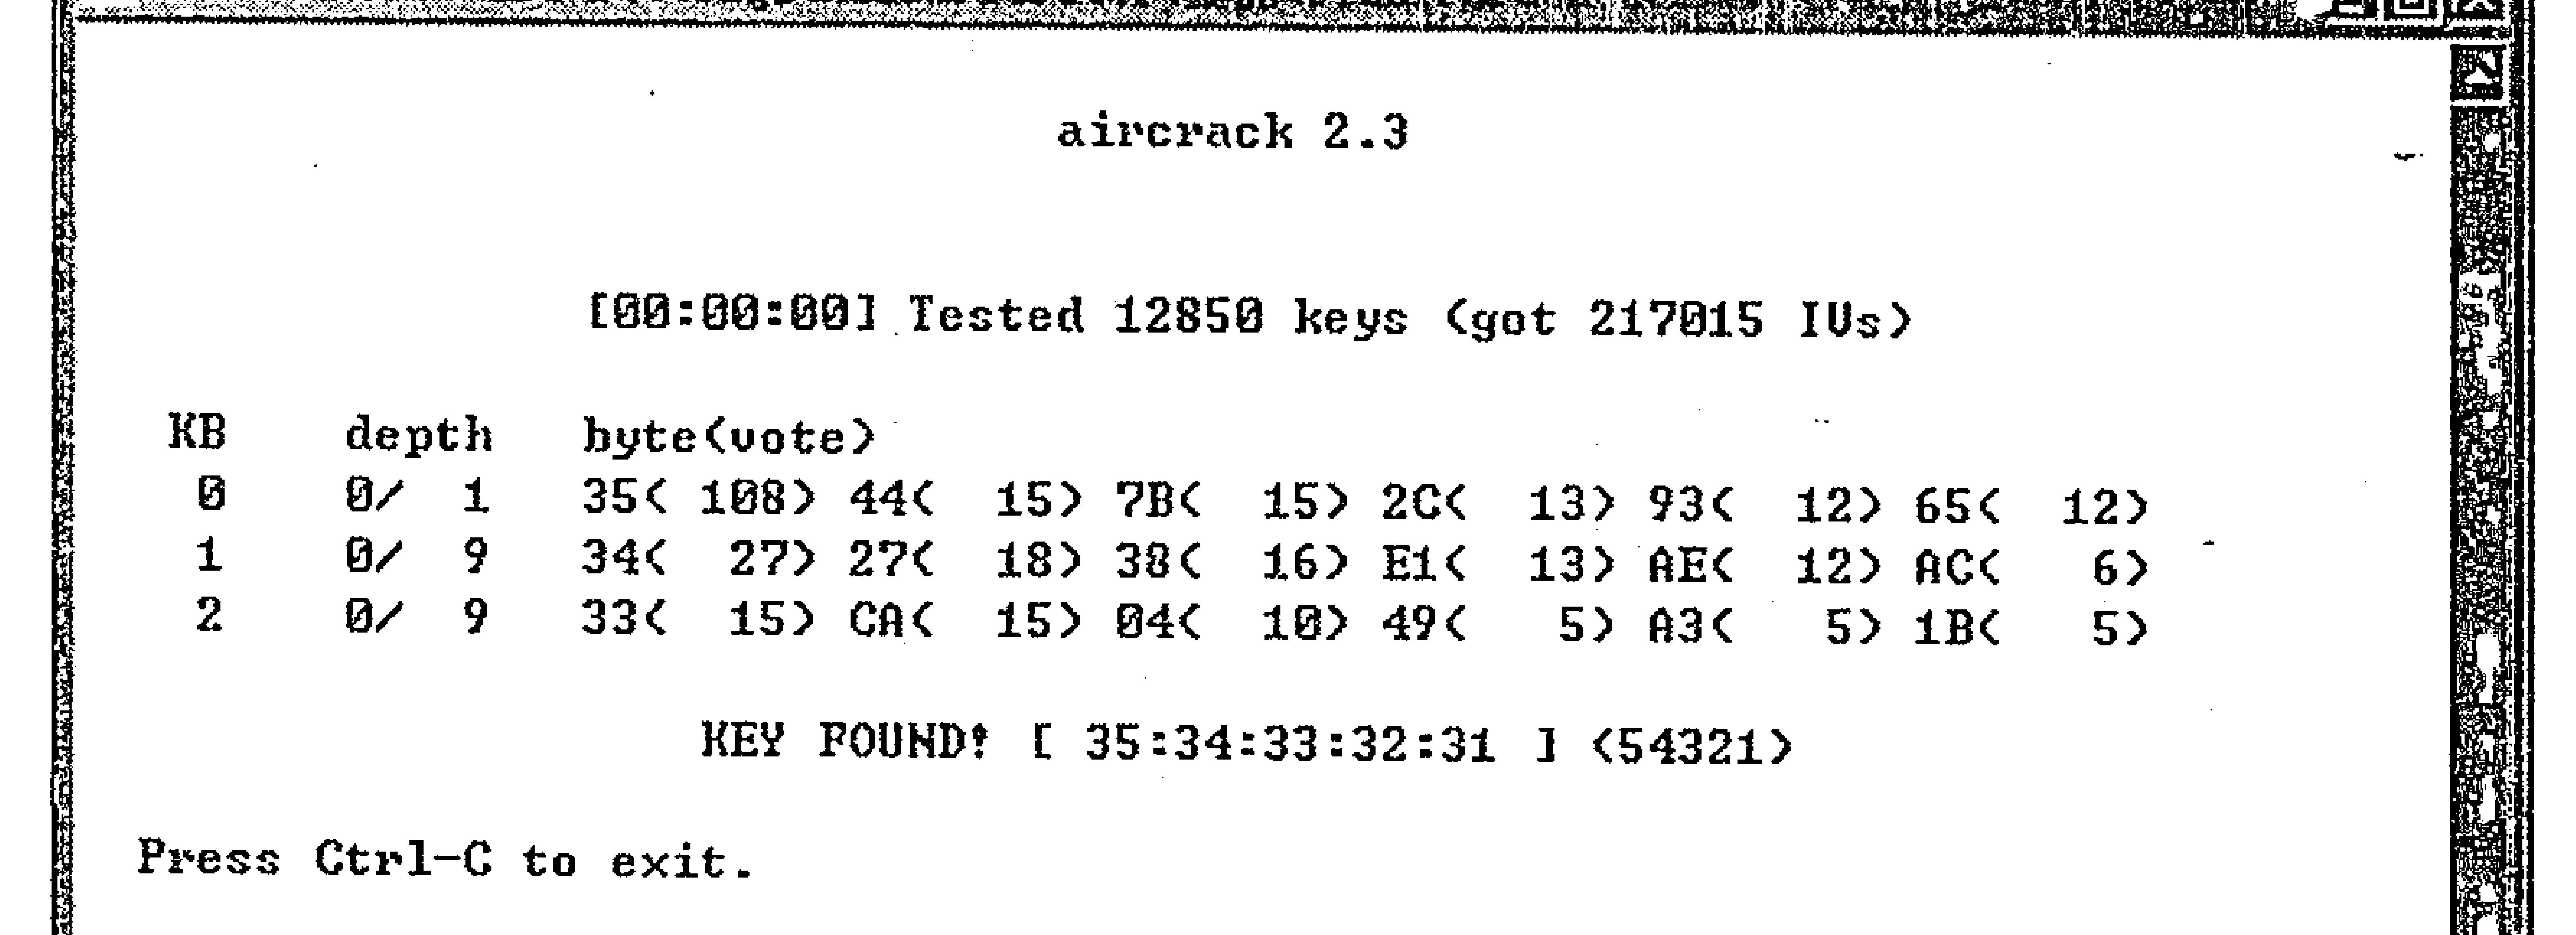 aircrack 2.3
[00:00:00] Tested 12850 keys (got 217015 IVs)
KB depth byte(vote)
0 0/ 1 35( 108) 44( 15) 7B( 15) 2C( 13) 93( 12) 65( 12)
1 0/ 9 34( 27) 27( 18) 38( 16) E1( 13) AE( 12) AC( 6)
2 0/ 9 33( 15) CA( 15) 04( 10) 49( 5) A3( 5) 1B( 5)
KEY FOUND! [ 35:34:33:32:31 ] (54321)
Press Ctrl-C to exit.